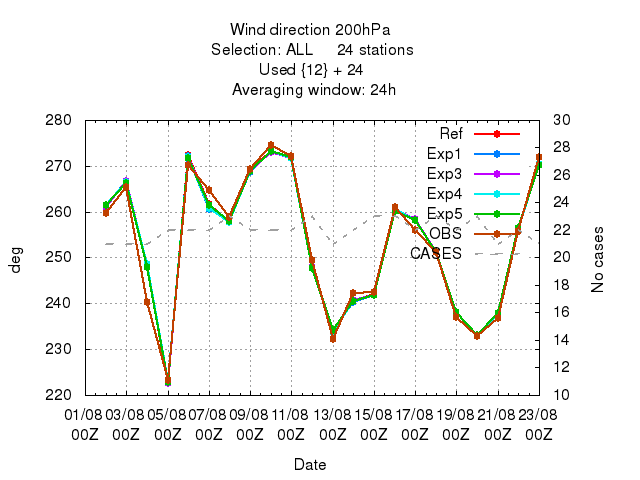 Wind direction 200hPa
Selection: ALL 24 stations
Used {12} + 24
Averaging window: 24h
280
270
260
250
240
230
220
deg
30
28
26
24
22
20
18
16
14
12
10
No cases
Ref
Exp1
Exp3
Exp4
Exp5
OBS
CASES
01/08 03/08 05/08 07/08 09/08 11/08 13/08 15/08 17/08 19/08 21/08 23/08
00Z 00Z 00Z 00Z 00Z 00Z 00Z 00Z 00Z 00Z 00Z 00Z
Date